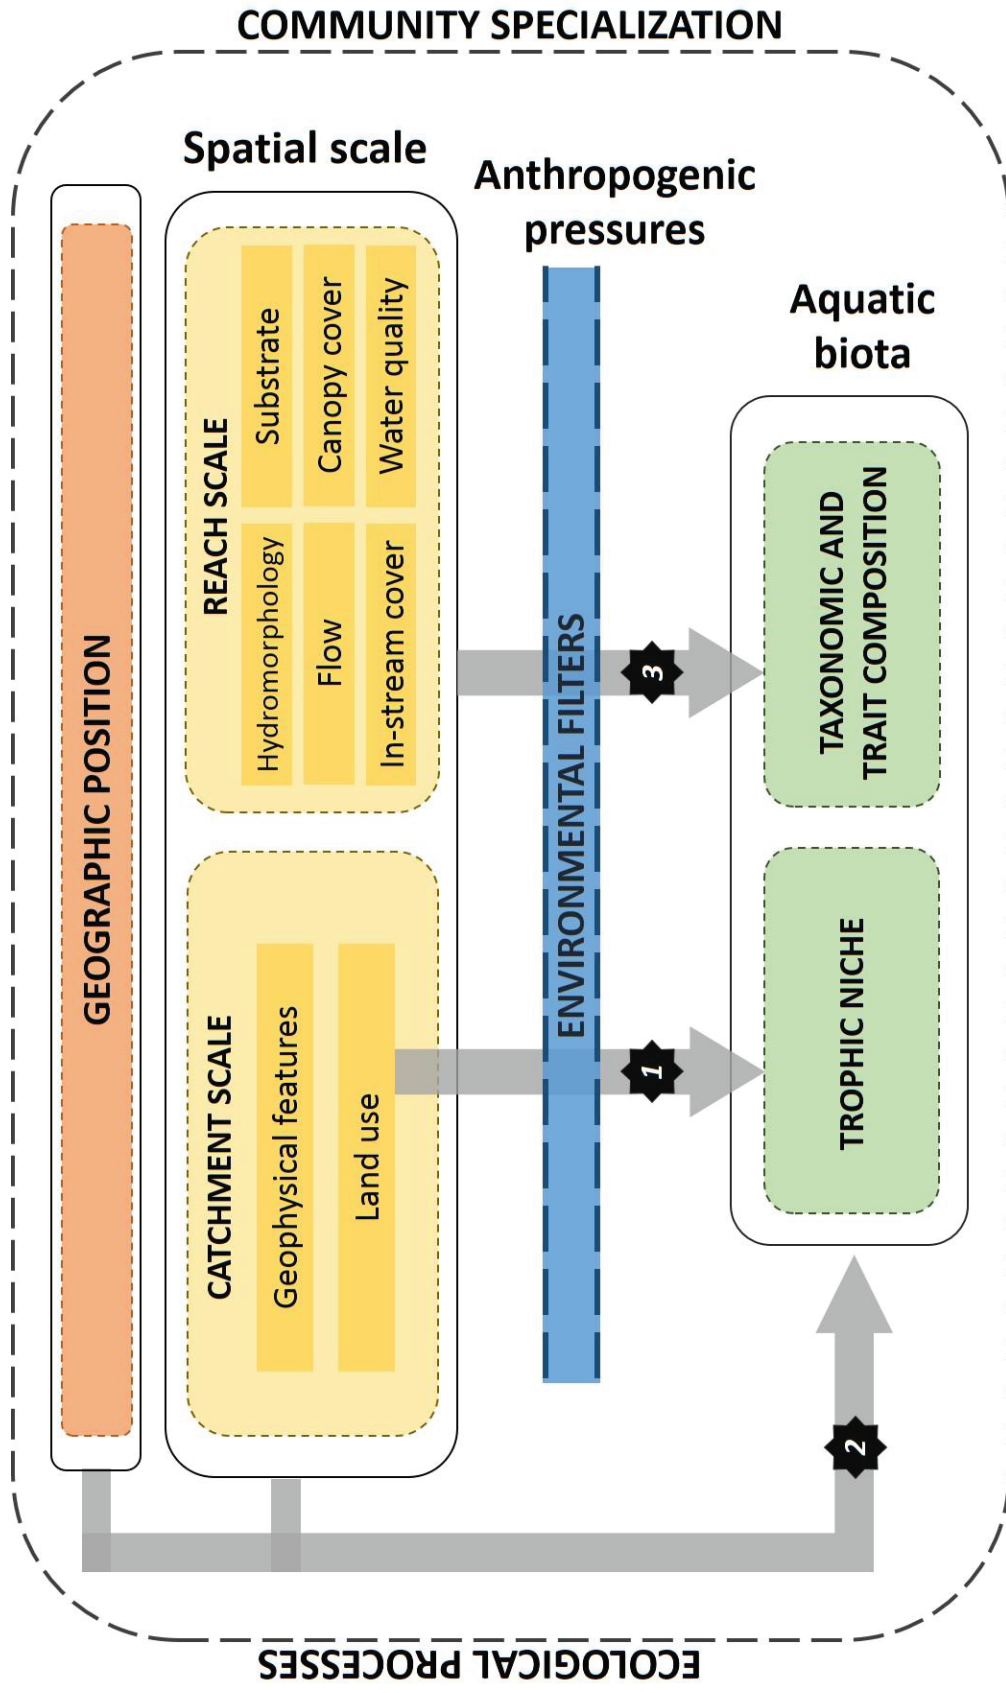 COMMUNITY SPECIALIZATION
GEOGRAPHIC POSITION
Spatial scale
CATCHMENT SCALE
Geophysical features
Land use
REACH SCALE
Hydromorphology
Substrate
Flow
Canopy cover
In-stream cover
Water quality
Anthropogenic
pressures
ENVIRONMENTAL FILTERS
1
3
Aquatic
biota
TROPHIC NICHE
TAXONOMIC AND
TRAIT COMPOSITION
2
ECOLOGICAL PROCESSES